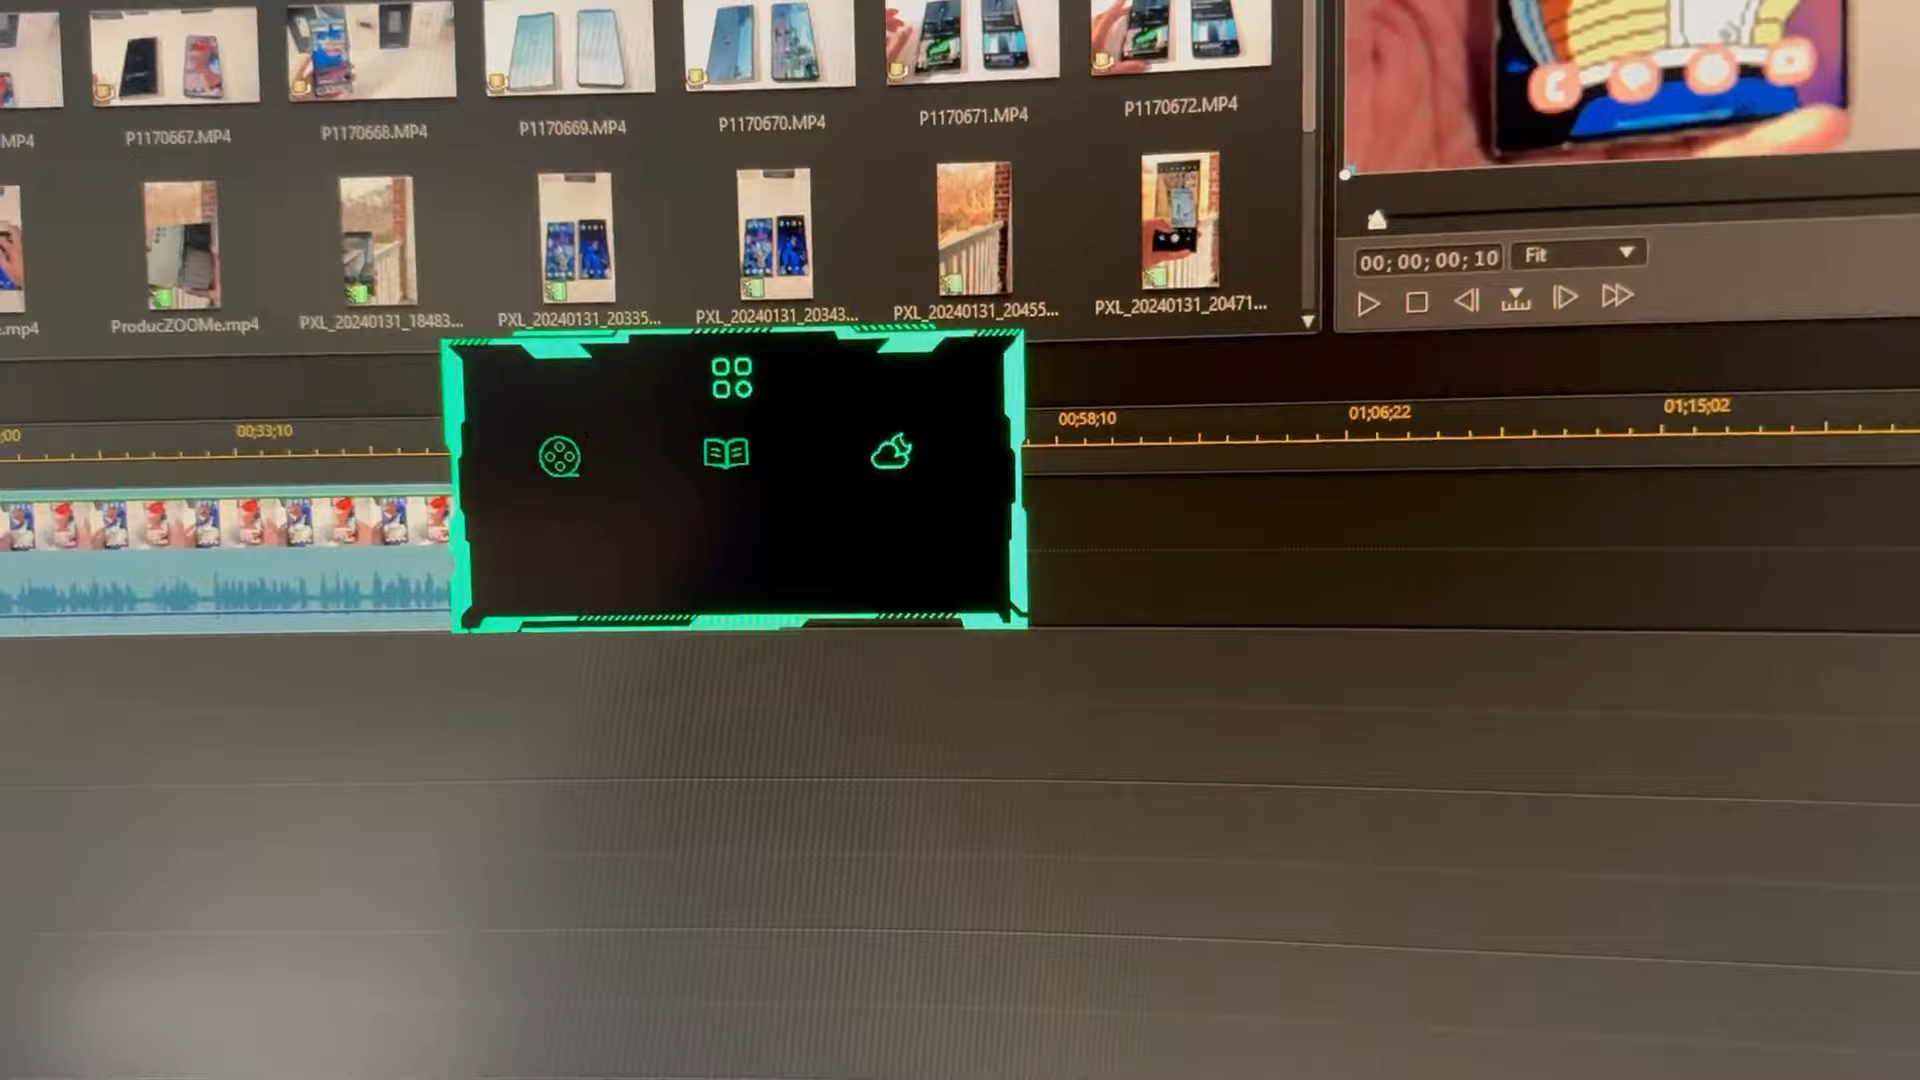 MP4
P1170667.MP4
P1170668.MP4
P1170669.MP4
P1170670.MP4
P1170671.MP4
P1170672.MP4
e.mp4
ProducZOOMe.mp4
PXL_20240131_18483...
PXL_20240131_20335...
PXL_20240131_20343...
PXL_20240131_20455...
PXL_20240131_20471...
00;00;00;10
Fit
;00
00;33;10
00;58;10
01;06;22
01;15;02